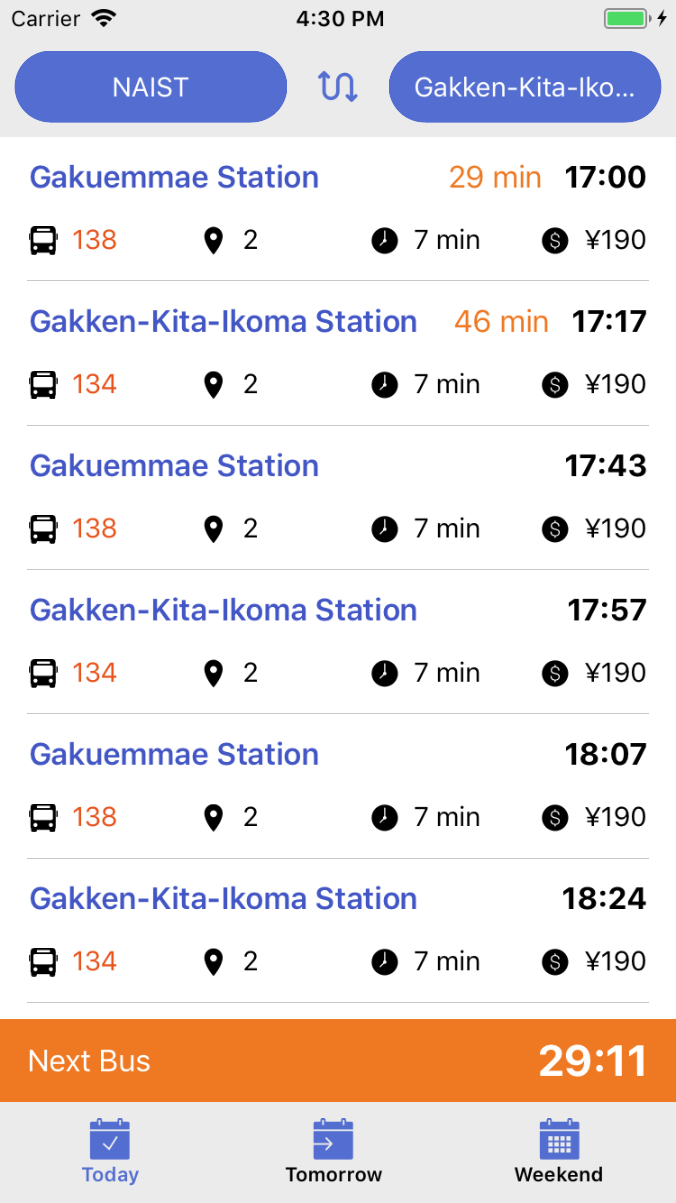 Carrier 4:30 PM
NAIST Gakken-Kita-Iko...
Gakuemmae Station 29 min 17:00
138 2 7 min $ ¥190
Gakken-Kita-Ikoma Station 46 min 17:17
134 2 7 min $ ¥190
Gakuemmae Station 17:43
138 2 7 min $ ¥190
Gakken-Kita-Ikoma Station 17:57
134 2 7 min $ ¥190
Gakuemmae Station 18:07
138 2 7 min $ ¥190
Gakken-Kita-Ikoma Station 18:24
134 2 7 min $ ¥190
Next Bus 29:11
Today Tomorrow Weekend